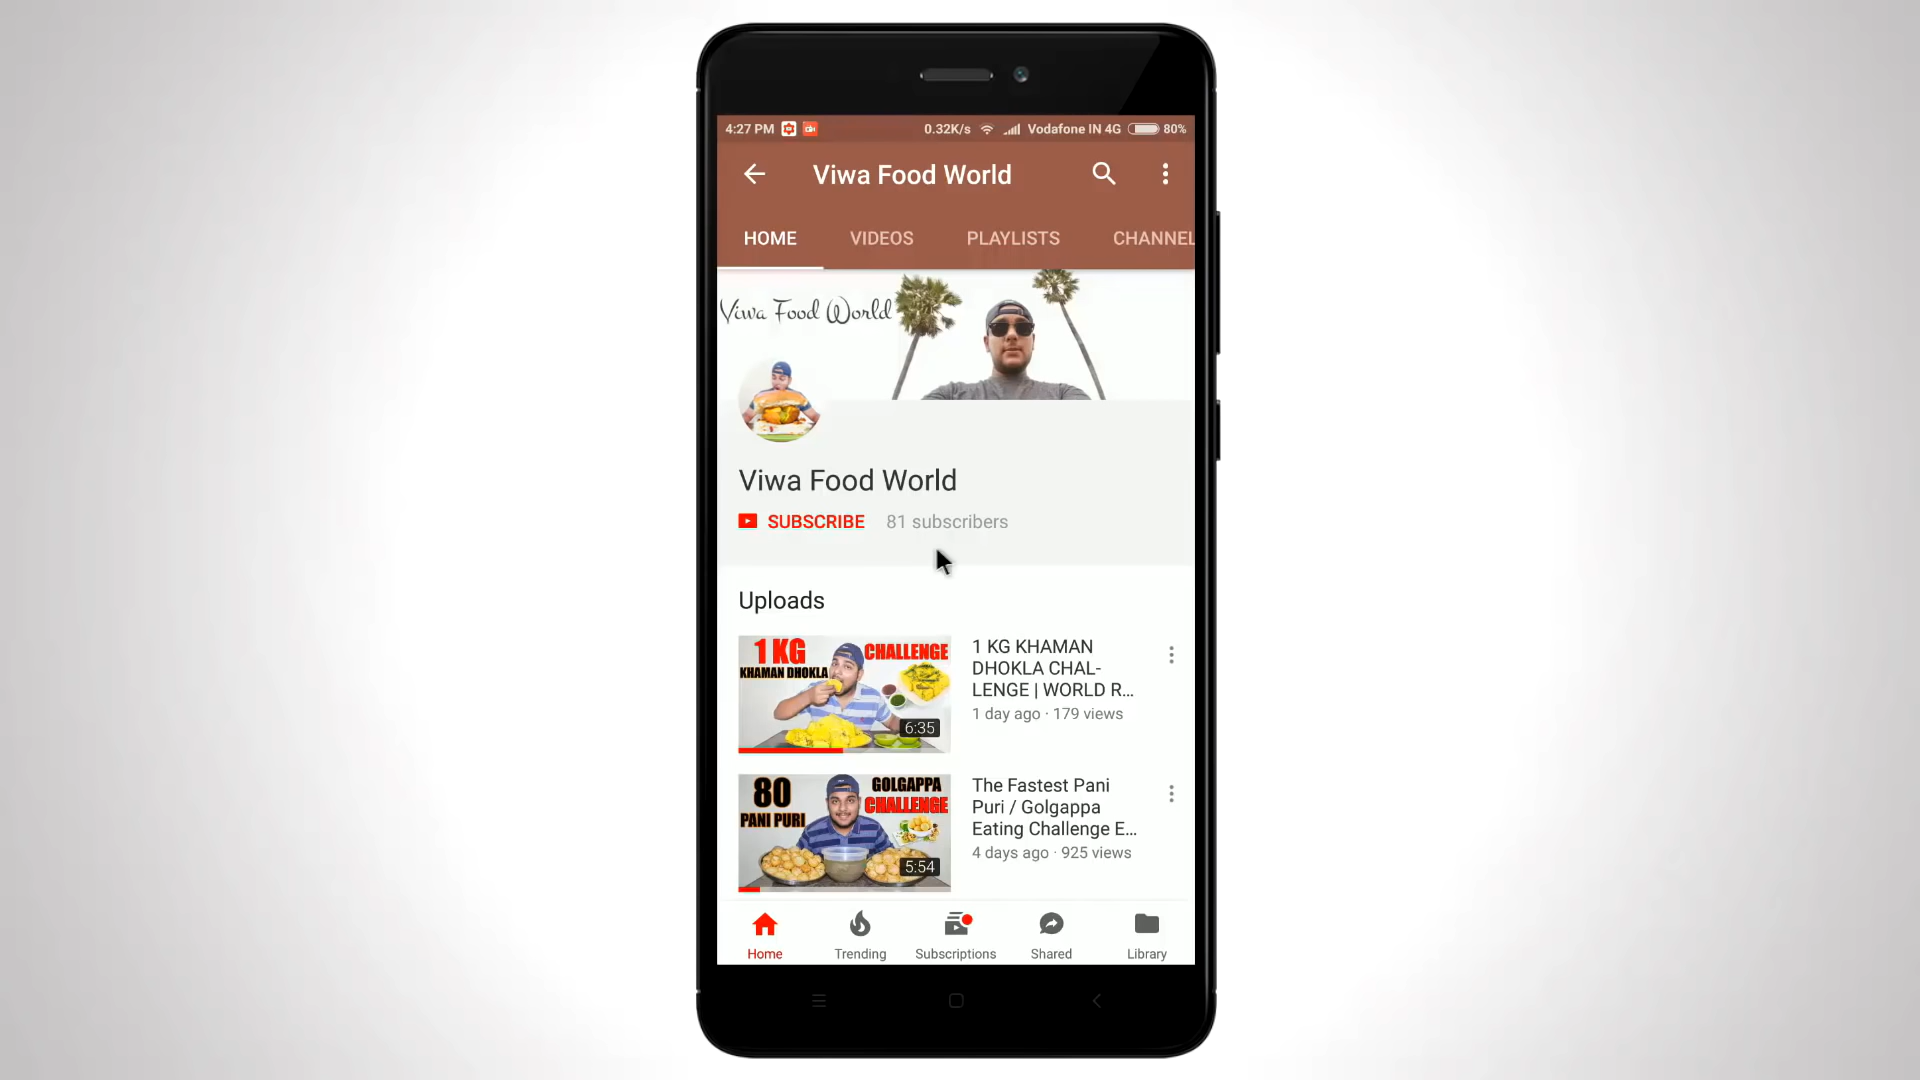 4:27 PM
0.32K/s
Vodafone IN 4G
80%
Viwa Food World
HOME
VIDEOS
PLAYLISTS
CHANNEL
Viwa Food World
Viwa Food World
SUBSCRIBE
81 subscribers
Uploads
1 KG
KHAMAN DHOKLA
CHALLENGE
6:35
1 KG KHAMAN
DHOKLA CHAL-
LENGE | WORLD R...
1 day ago · 179 views
80
PANI PURI
GOLGAPPA
CHALLENGE
5:54
The Fastest Pani
Puri / Golgappa
Eating Challenge E...
4 days ago · 925 views
Home
Trending
Subscriptions
Shared
Library